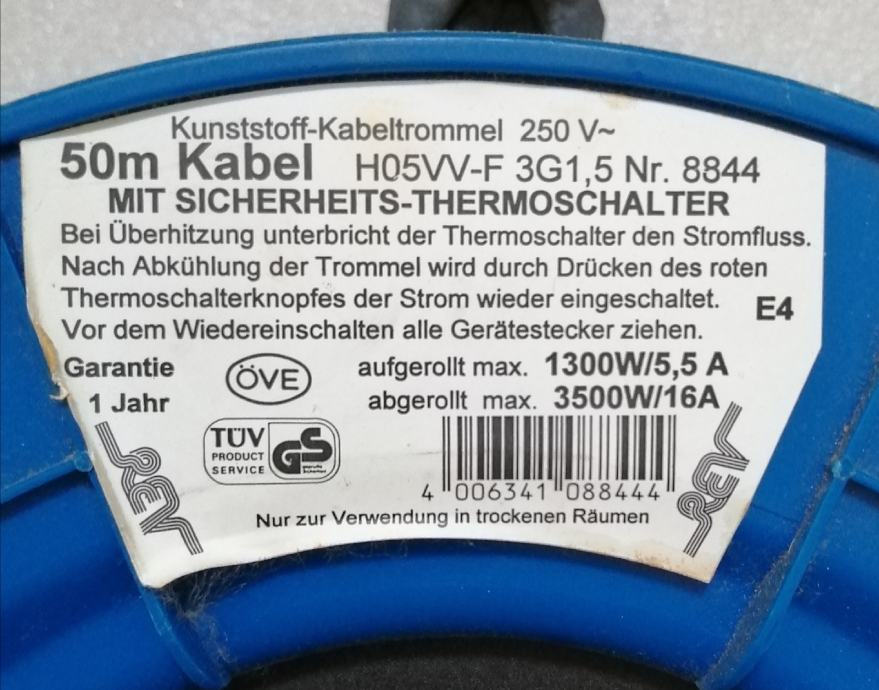 Kunststoff-Kabeltrommel 250 V~
50m Kabel H05VV-F 3G1,5 Nr. 8844
MIT SICHERHEITS-THERMOSCHALTER
Bei Überhitzung unterbricht der Thermoschalter den Stromfluss.
Nach Abkühlung der Trommel wird durch Drücken des roten
Thermoschalterknopfes der Strom wieder eingeschaltet.
E4
Vor dem Wiedereinschalten alle Gerätestecker ziehen.
Garantie
1 Jahr
ÖVE
aufgerollt max. 1300W/5,5 A
abgerollt max. 3500W/16A
TÜV
PRODUCT
SERVICE
GS
geprüfte
Sicherheit
4 006341 088444
REV
REV
Nur zur Verwendung in trockenen Räumen